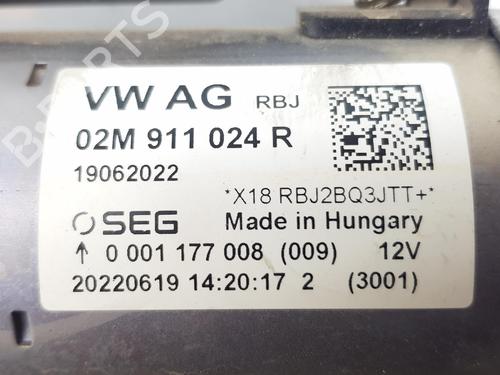 VW AG RBJ
02M 911 024 R
19062022
*X18 RBJ2BQ3JTT+*
SEG Made in Hungary
↑ 0 001 177 008 (009) 12V
20220619 14:20:17 2 (3001)
B-PARTS